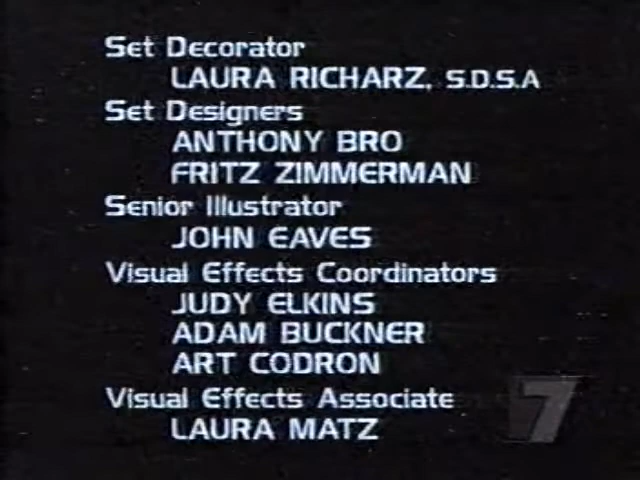 Set Decorator
LAURA RICHARZ, S.D.S.A
Set Designers
ANTHONY BRO
FRITZ ZIMMERMAN
Senior Illustrator
JOHN EAVES
Visual Effects Coordinators
JUDY ELKINS
ADAM BUCKNER
ART CODRON
Visual Effects Associate
LAURA MATZ
7